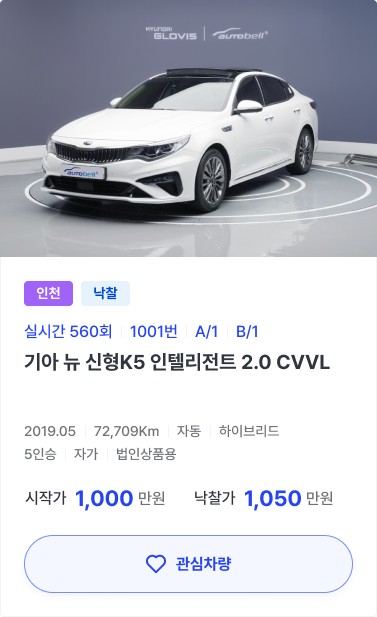 HYUNDAI
GLOVIS | autobell
autobell
인천 낙찰
실시간 560회 | 1001번 | A/1 | B/1
기아 뉴 신형K5 인텔리전트 2.0 CVVL
2019.05 | 72,709Km | 자동 | 하이브리드
5인승 | 자가 | 법인상품용
시작가 1,000 만원 낙찰가 1,050 만원
관심차량